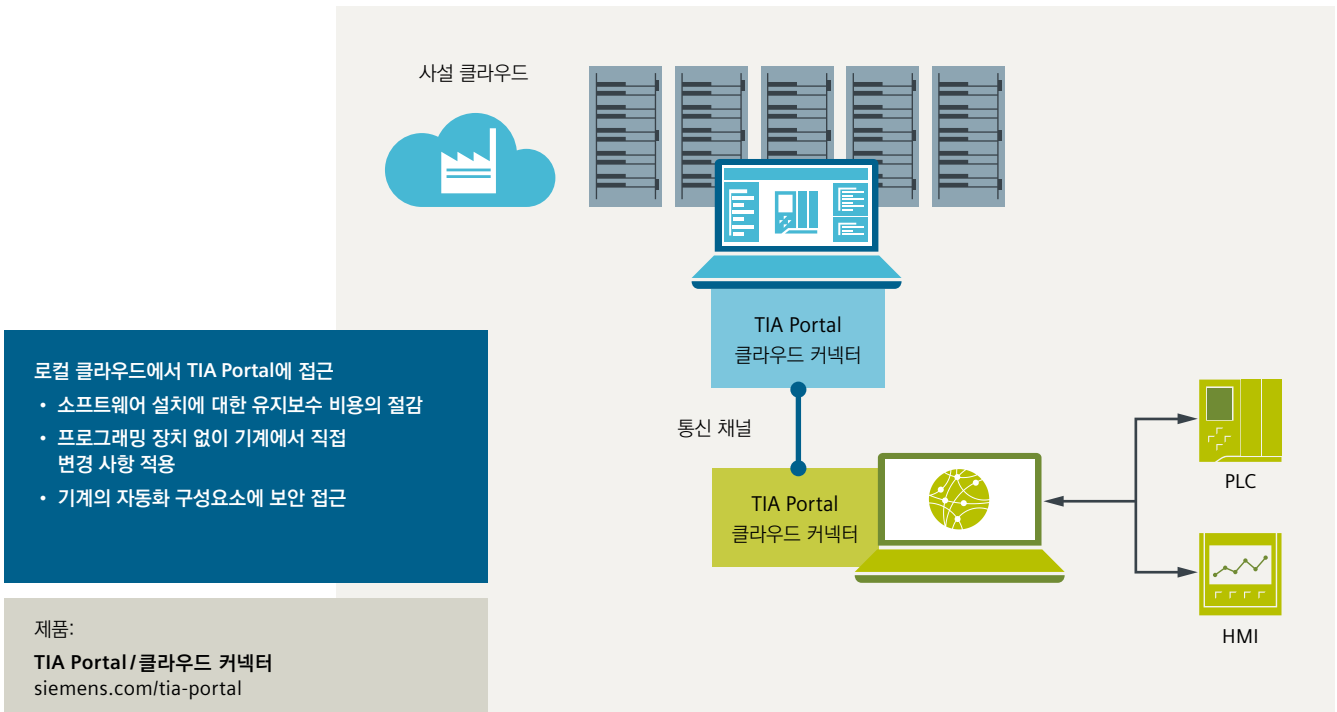 사설 클라우드
TIA Portal
클라우드 커넥터
통신 채널
TIA Portal
클라우드 커넥터
PLC
HMI
로컬 클라우드에서 TIA Portal에 접근
• 소프트웨어 설치에 대한 유지보수 비용의 절감
• 프로그래밍 장치 없이 기계에서 직접
변경 사항 적용
• 기계의 자동화 구성요소에 보안 접근
제품:
TIA Portal/클라우드 커넥터
siemens.com/tia-portal